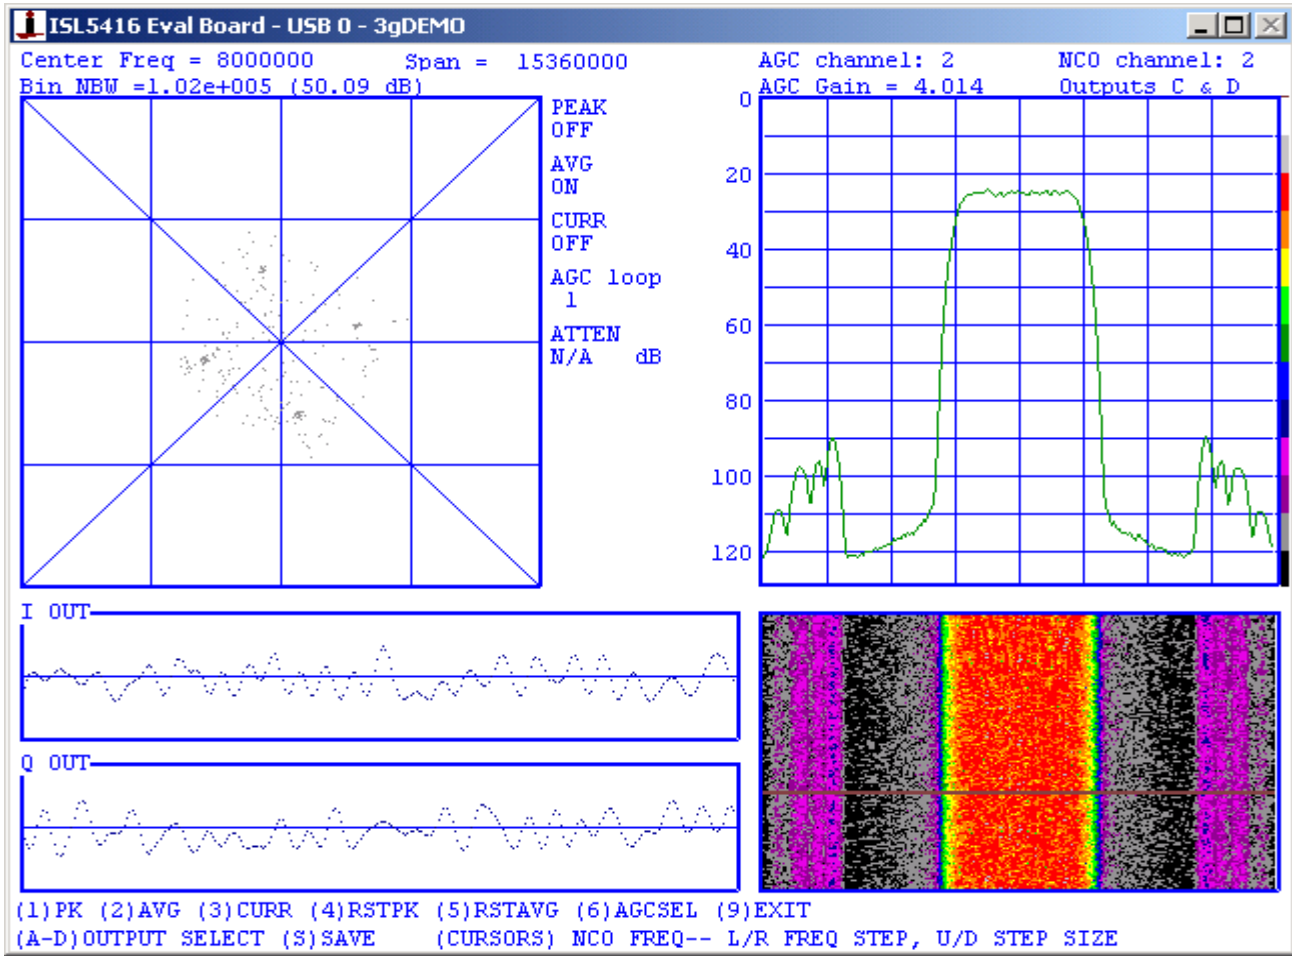 ISL5416 Eval Board - USB 0 - 3gDEMO
Center Freq = 8000000 Span = 15360000
Bin NBW =1.02e+005 (50.09 dB)
AGC channel: 2 NCO channel: 2
AGC Gain = 4.014 Outputs C & D
PEAK
OFF
AVG
ON
CURR
OFF
AGC loop
1
ATTEN
N/A dB
0
20
40
60
80
100
120
I OUT
Q OUT
(1)PK (2)AVG (3)CURR (4)RSTPK (5)RSTAVG (6)AGCSEL (9)EXIT
(A-D)OUTPUT SELECT (S)SAVE (CURSORS) NCO FREQ-- L/R FREQ STEP, U/D STEP SIZE